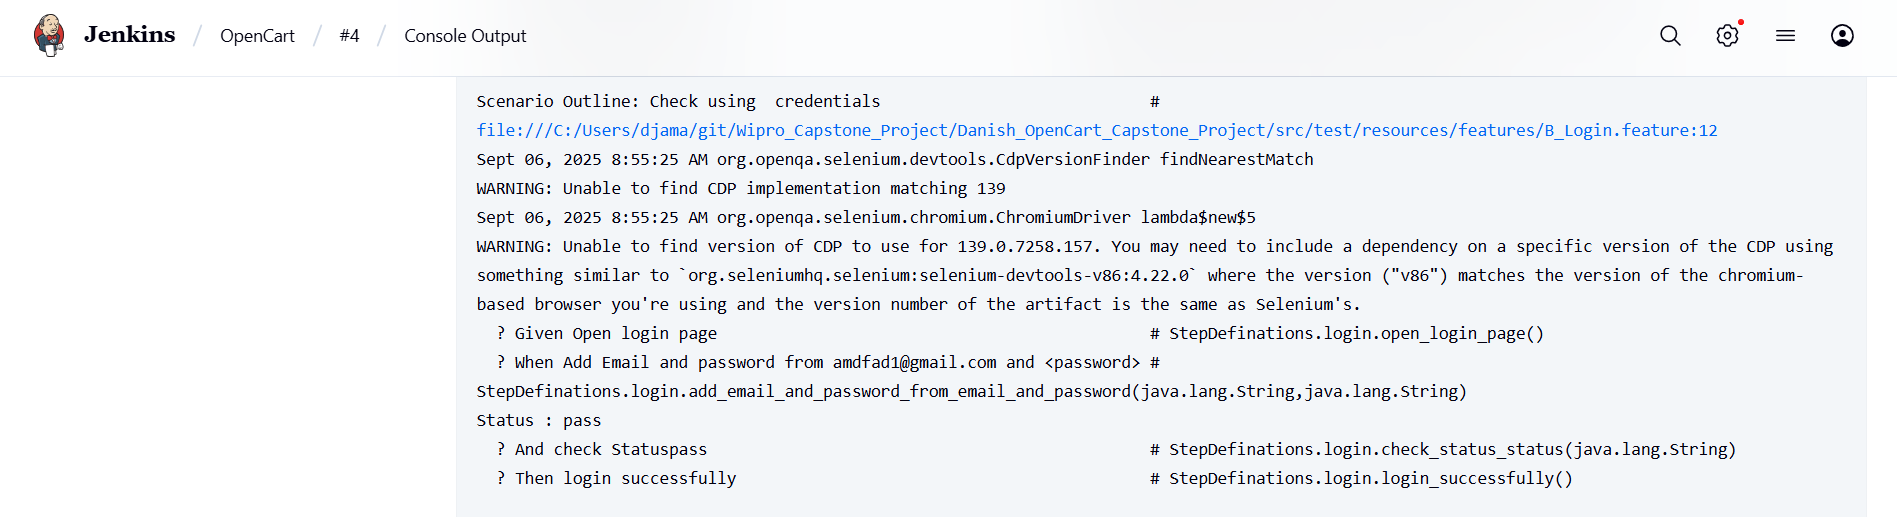 Jenkins / OpenCart / #4 / Console Output
Scenario Outline: Check using  credentials                            #
file:///C:/Users/djama/git/Wipro_Capstone_Project/Danish_OpenCart_Capstone_Project/src/test/resources/features/B_Login.feature:12
Sept 06, 2025 8:55:25 AM org.openqa.selenium.devtools.CdpVersionFinder findNearestMatch
WARNING: Unable to find CDP implementation matching 139
Sept 06, 2025 8:55:25 AM org.openqa.selenium.chromium.ChromiumDriver lambda$new$5
WARNING: Unable to find version of CDP to use for 139.0.7258.157. You may need to include a dependency on a specific version of the CDP using
something similar to `org.seleniumhq.selenium:selenium-devtools-v86:4.22.0` where the version ("v86") matches the version of the chromium-
based browser you're using and the version number of the artifact is the same as Selenium's.
  ? Given Open login page                                             # StepDefinations.login.open_login_page()
  ? When Add Email and password from amdfad1@gmail.com and <password> #
StepDefinations.login.add_email_and_password_from_email_and_password(java.lang.String,java.lang.String)
Status : pass
  ? And check Statuspass                                              # StepDefinations.login.check_status_status(java.lang.String)
  ? Then login successfully                                           # StepDefinations.login.login_successfully()